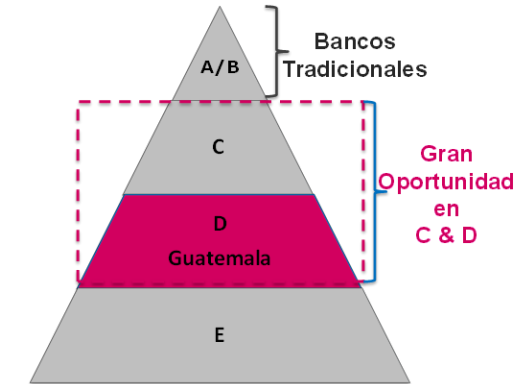 A/B
Bancos
Tradicionales
C
Gran
Oportunidad
en
C & D
D
Guatemala
E